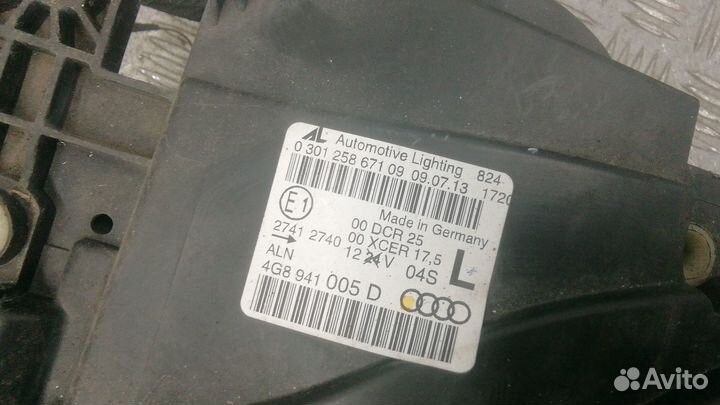 AL Automotive Lighting 824
0 301 258 671 09 09.07.13 1720
Made in Germany
E1 00 DCR 25
2741 2740 00 XCER 17,5
12 24 V 04S L
ALN
4G8 941 005 D
Avito